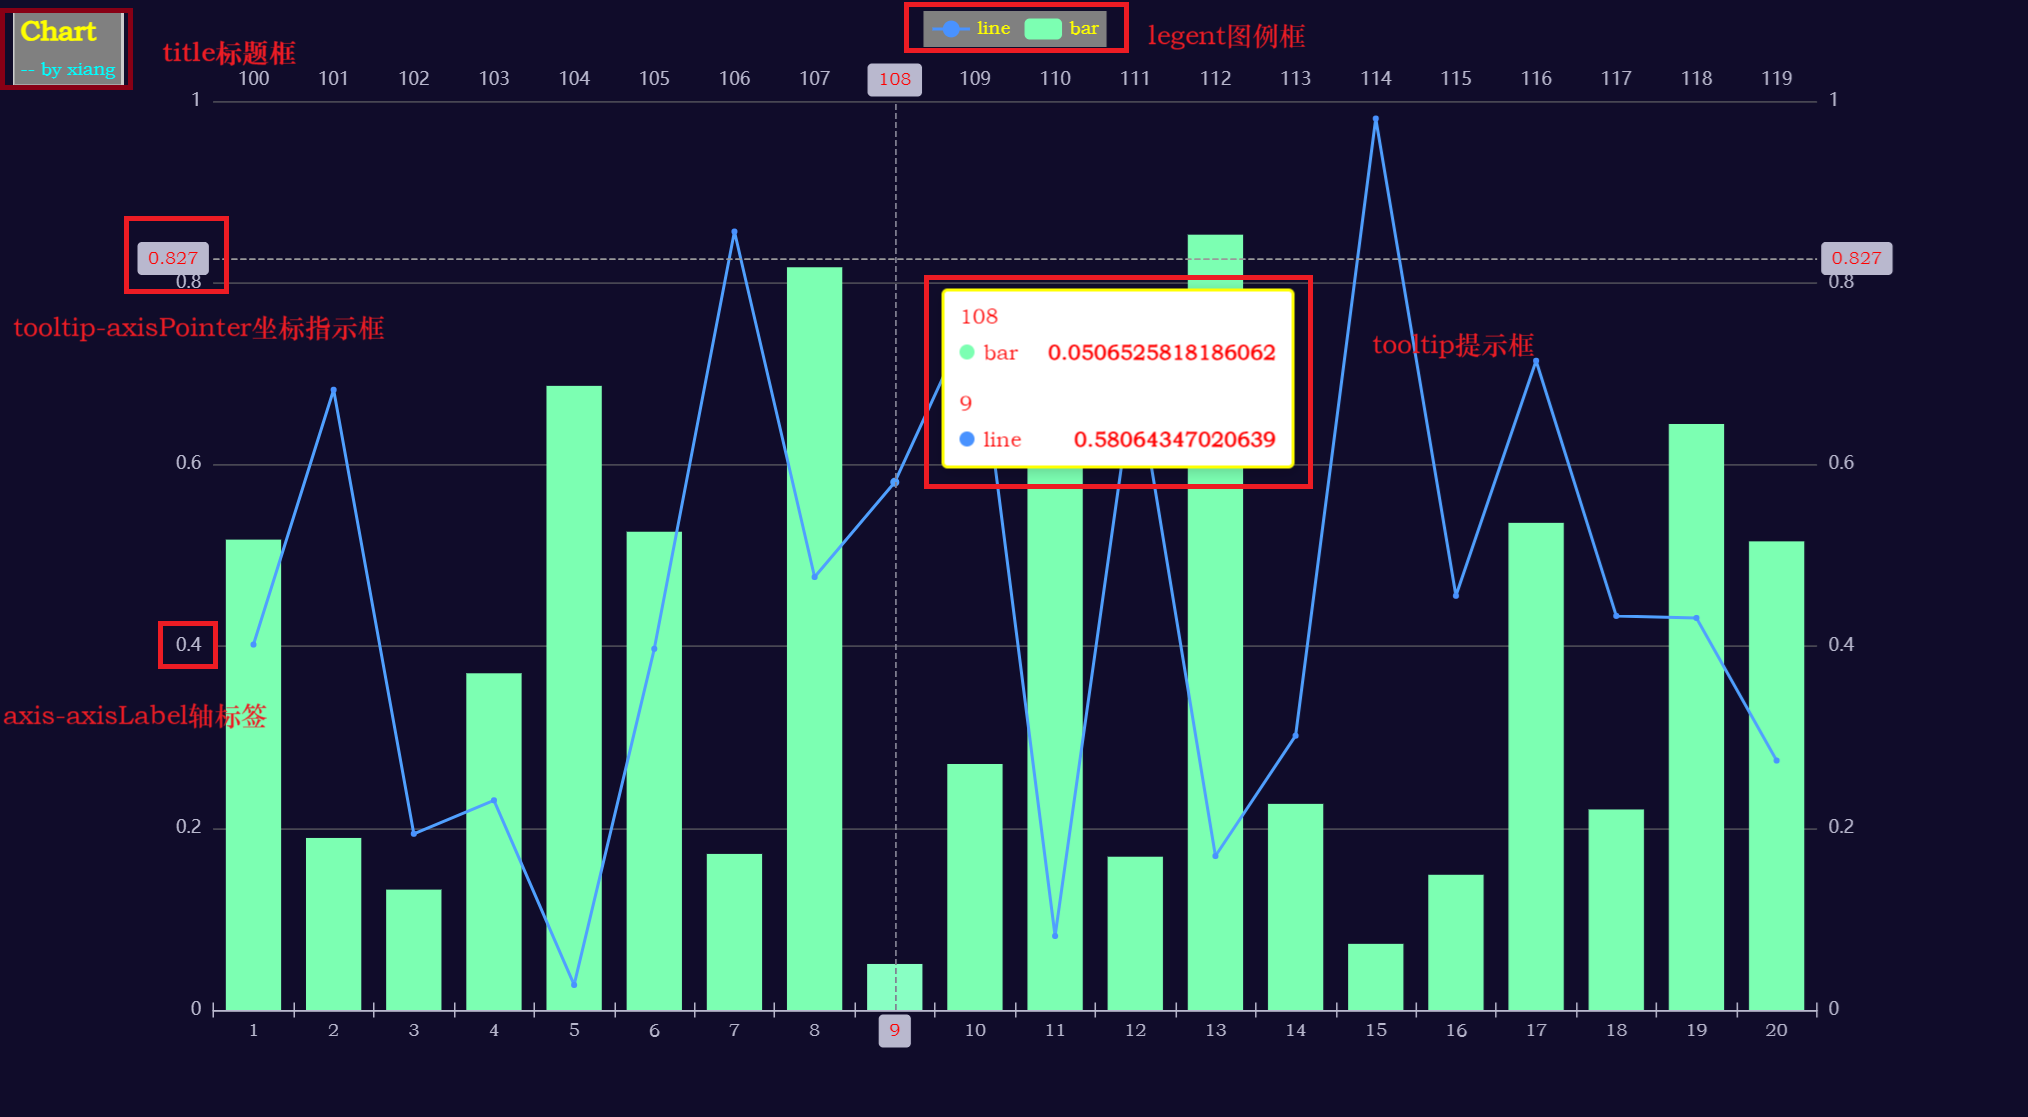 Chart
-- by xiang
title标题框
line bar
legent图例框
100 101 102 103 104 105 106 107 108 109 110 111 112 113 114 115 116 117 118 119
1 1
0.827 0.827
0.8 0.8
tooltip-axisPointer坐标指示框
108
bar 0.0506525818186062
9
line 0.58064347020639
tooltip提示框
0.6 0.6
0.4 0.4
axis-axisLabel轴标签
0.2 0.2
0 0
1 2 3 4 5 6 7 8 9 10 11 12 13 14 15 16 17 18 19 20